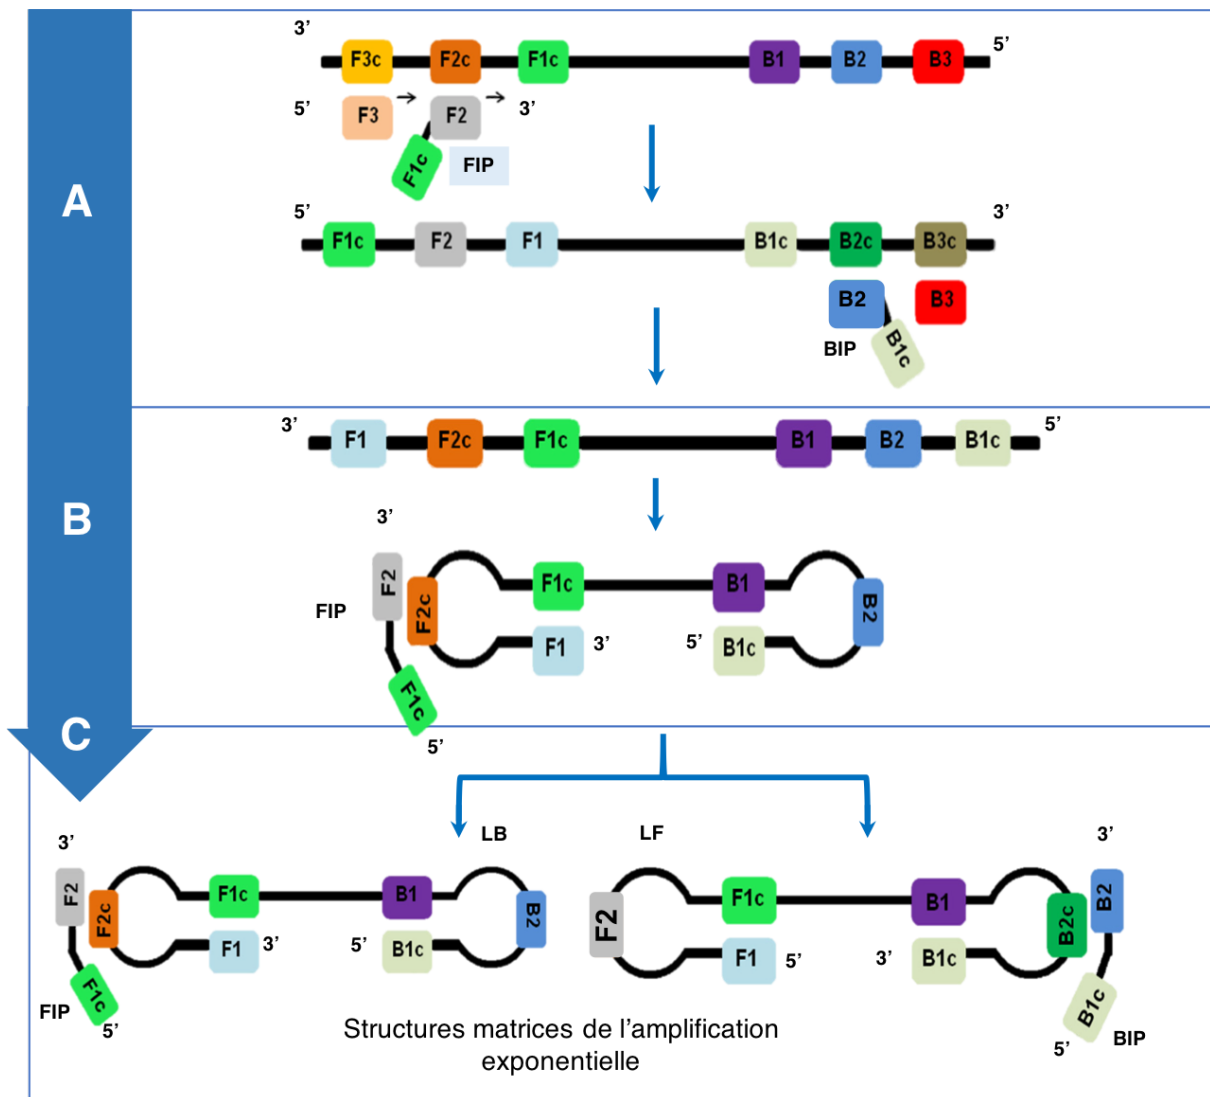 3’
F3c F2c F1c B1 B2 B3 5’
5’ F3 F2 3’
F1c FIP
A
5’ 3’
F1c F2 F1 B1c B2c B3c
B2 B3
BIP B1c
3’ F1 F2c F1c B1 B2 B1c 5’
B
3’
F2 F1c B1
FIP F2c B2
F1 3’ 5’ B1c
F1c
C
5’
LB LF
3’ 3’
F2 F2c F1c B1 B2 F2 F1c B1 B2c B2
F1 3’ 5’ B1c F1 5’ 3’ B1c
FIP F1c B1c
5’ 5’ BIP
Structures matrices de l’amplification
exponentielle